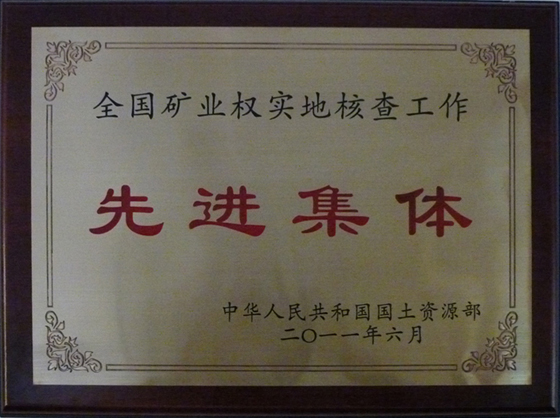 全国矿业权实地核查工作
先进集体
中华人民共和国国土资源部
二〇一一年六月